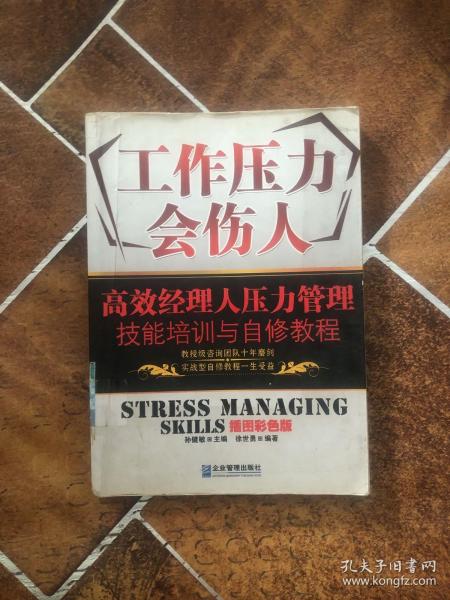 工作压力
会伤人
高效经理人压力管理
技能培训与自修教程
教授级咨询团队十年磨剑
实战型自修教程一生受益
STRESS MANAGING
SKILLS 插图彩色版
孙健敏 主编 徐世勇 编著
企业管理出版社
孔夫子旧书网
www.kongfz.com